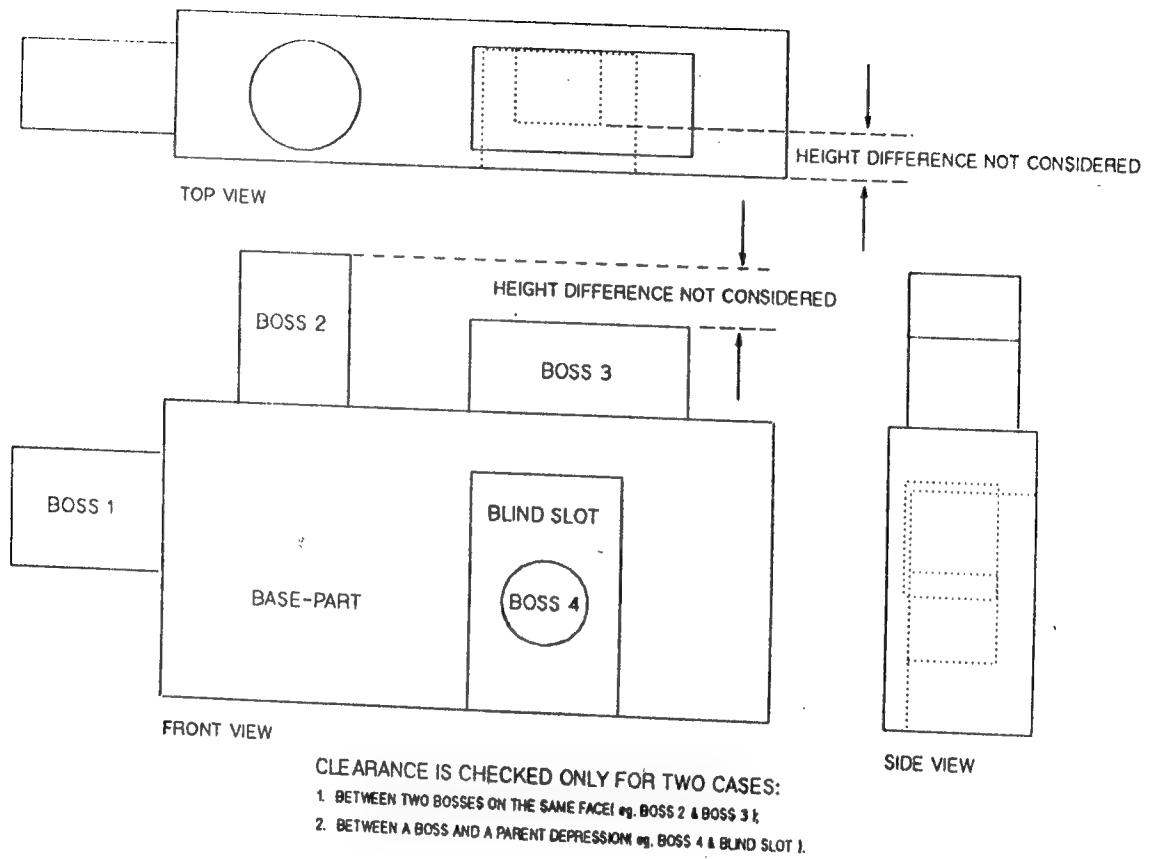 TOP VIEW
HEIGHT DIFFERENCE NOT CONSIDERED
HEIGHT DIFFERENCE NOT CONSIDERED
BOSS 2
BOSS 3
BOSS 1
BLIND SLOT
BASE-PART
BOSS 4
FRONT VIEW
SIDE VIEW
CLEARANCE IS CHECKED ONLY FOR TWO CASES:
1. BETWEEN TWO BOSSES ON THE SAME FACE( eg. BOSS 2 & BOSS 3 );
2. BETWEEN A BOSS AND A PARENT DEPRESSION( eg. BOSS 4 & BLIND SLOT ).